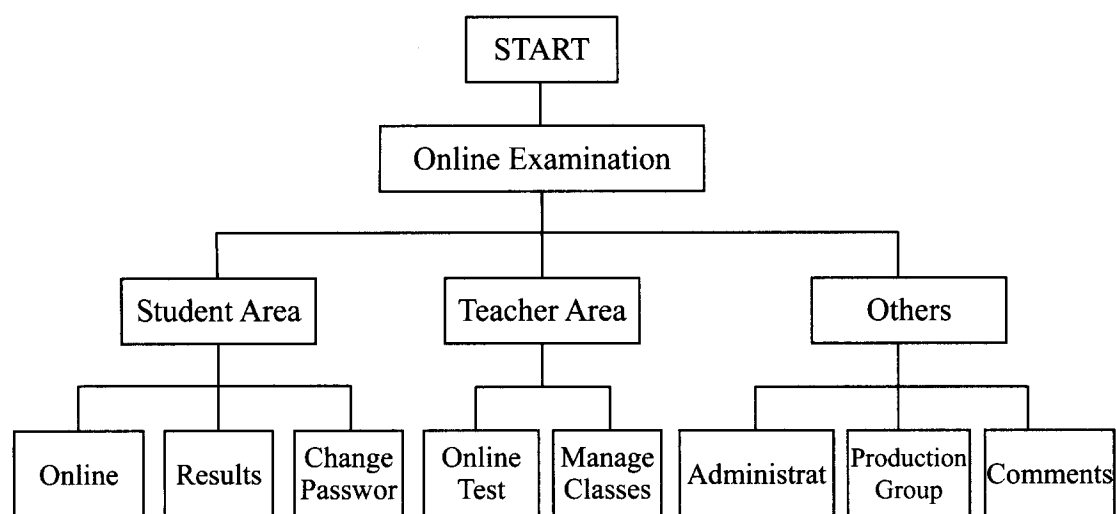 START
Online Examination
Student Area
Teacher Area
Others
Online
Results
Change
Passwor
Online
Test
Manage
Classes
Administrat
Production
Group
Comments